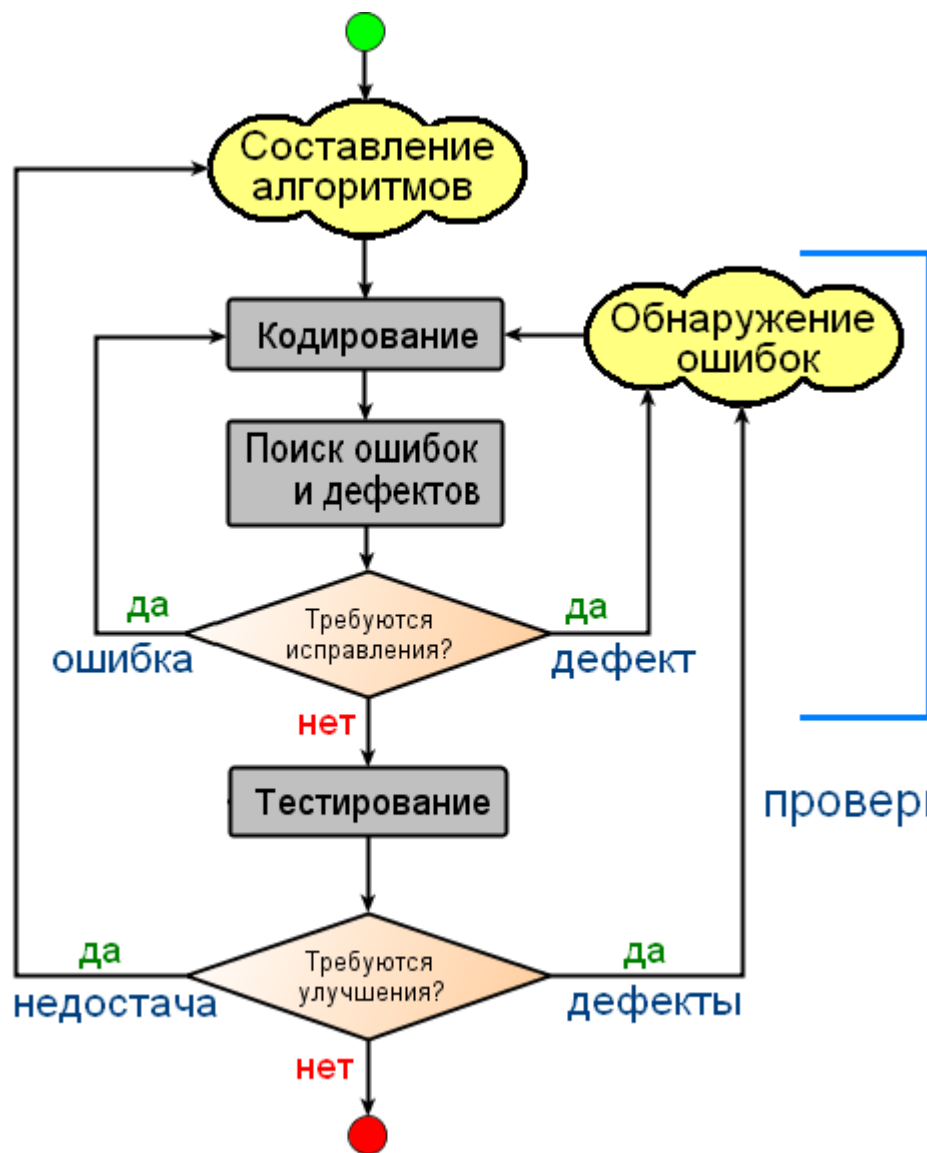 Составление
алгоритмов
Кодирование
Обнаружение
ошибок
Поиск ошибок
и дефектов
Требуются
исправления?
да
ошибка
да
дефект
нет
Тестирование
Требуются
улучшения?
да
недостача
да
дефекты
нет